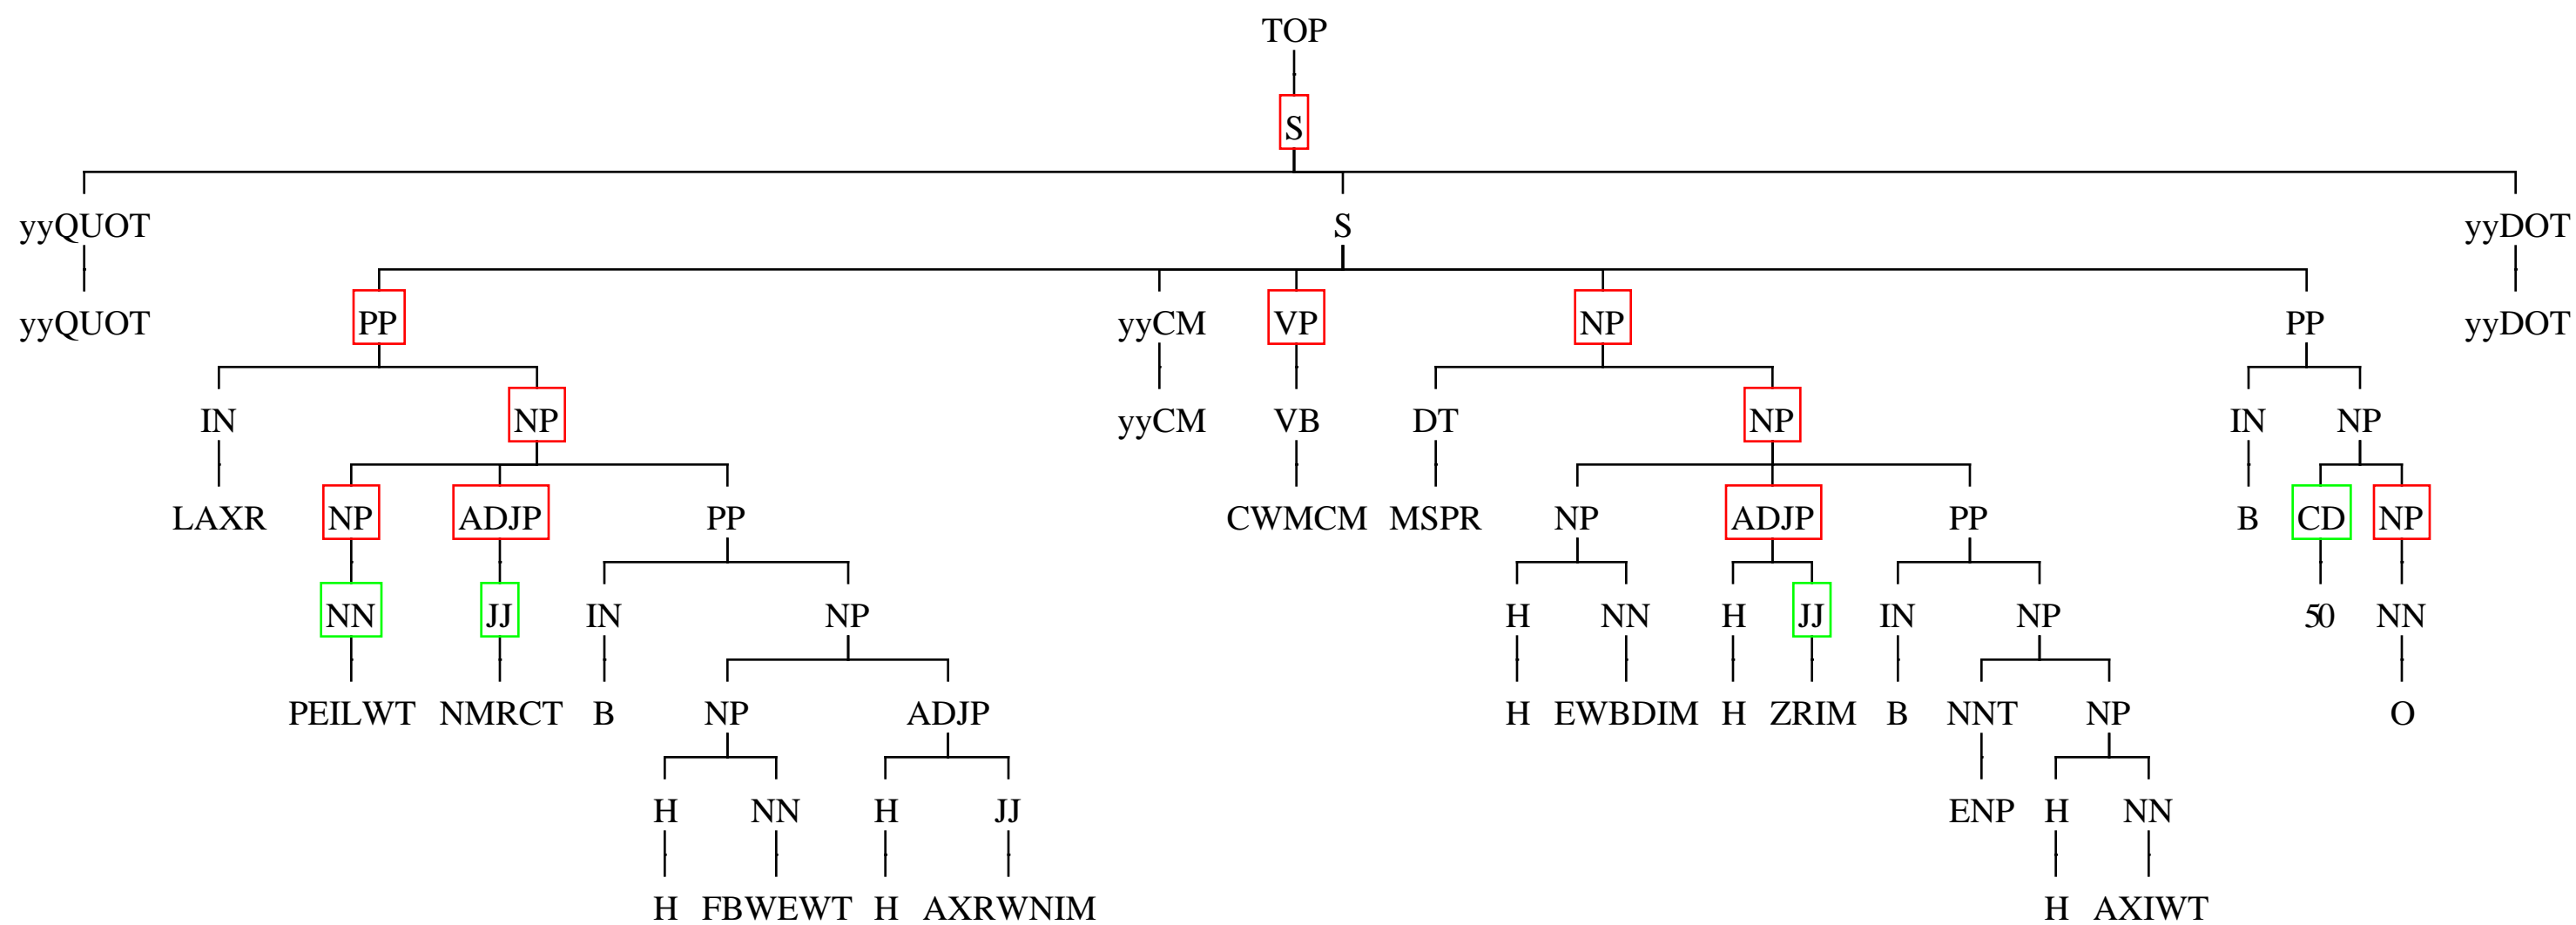 TOP
S
yyQUOT S yyDOT
yyQUOT PP yyCM VP NP PP yyDOT
IN NP yyCM VB DT NP IN NP
LAXR NP ADJP PP CWMCM MSPR NP ADJP PP B CD NP
NN JJ IN NP H NN H JJ IN NP 50 NN
PEILWT NMRCT B NP ADJP H EWBDIM H ZRIM B NNT NP O
H NN H JJ ENP H NN
H FBWEWT H AXRWNIM H AXIWT